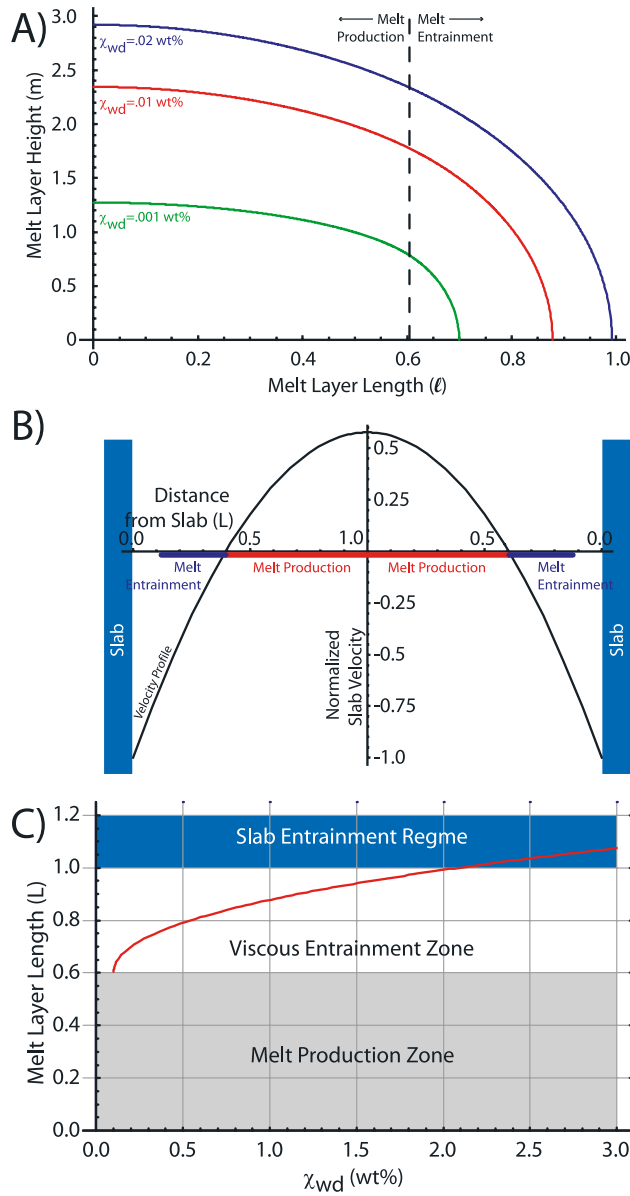 A)
Melt Melt
Production Entrainment
3.0
2.5
2.0
1.5
1.0
0.5
0
χwd=.02 wt%
χwd=.01 wt%
χwd=.001 wt%
Melt Layer Height (m)
0 0.2 0.4 0.6 0.8 1.0
Melt Layer Length (ℓ)
B)
Slab
Slab
Distance
from Slab (L)
0.0 0.5 1.0 0.5 0.0
0.5
0.25
-0.25
-0.5
-0.75
-1.0
Melt
Entrainment
Melt Production
Melt Production
Melt
Entrainment
Velocity Profile
Normalized
Slab Velocity
C)
1.2
1.0
0.8
0.6
0.4
0.2
0.0
Melt Layer Length (L)
Slab Entrainment Regme
Viscous Entrainment Zone
Melt Production Zone
0.0 0.5 1.0 1.5 2.0 2.5 3.0
χwd (wt%)